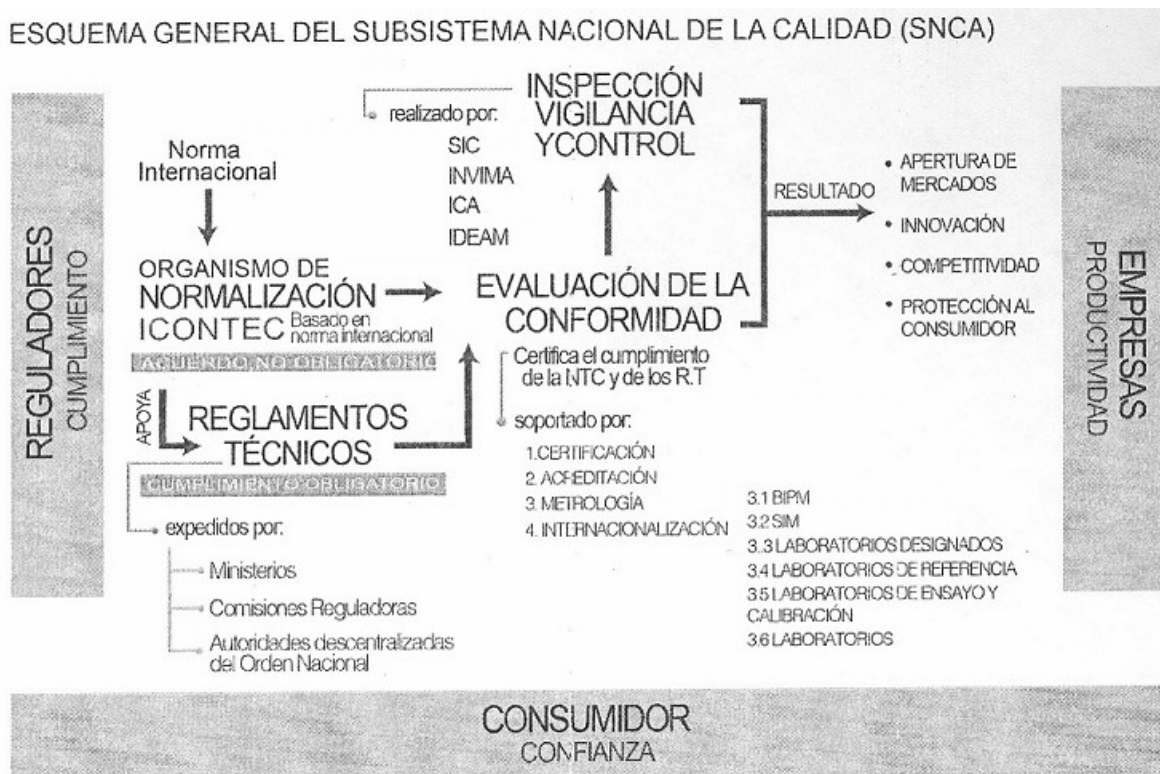 ESQUEMA GENERAL DEL SUBSISTEMA NACIONAL DE LA CALIDAD (SNCA)
REGULADORES
CUMPLIMIENTO
Norma
Internacional
ORGANISMO DE
NORMALIZACIÓN
ICONTEC Basado en
norma internacional
ACUERDO NO OBLIGATORIO
APOYA
REGLAMENTOS
TÉCNICOS
CUMPLIMIENTO OBLIGATORIO
expedidos por:
Ministerios
Comisiones Reguladoras
Autoridades descentralizadas
del Orden Nacional
INSPECCIÓN
VIGILANCIA
YCONTROL
realizado por:
SIC
INVIMA
ICA
IDEAM
EVALUACIÓN DE LA
CONFORMIDAD
Certifica el cumplimiento
de la NTC y de los R.T
soportado por:
1.CERTIFICACIÓN
2. ACREDITACIÓN
3. METROLOGÍA
4. INTERNACIONALIZACIÓN
3.1 BIPM
3.2 SIM
3.3 LABORATORIOS DESIGNADOS
3.4 LABORATORIOS DE REFERENCIA
3.5 LABORATORIOS DE ENSAYO Y
CALIBRACIÓN
3.6 LABORATORIOS
RESULTADO
• APERTURA DE
MERCADOS
• INNOVACIÓN
• COMPETITIVIDAD
• PROTECCIÓN AL
CONSUMIDOR
EMPRESAS
PRODUCTIVIDAD
CONSUMIDOR
CONFIANZA